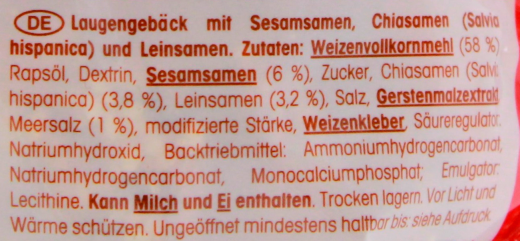 DE Laugengebäck mit Sesamsamen, Chiasamen (Salvia
hispanica) und Leinsamen. Zutaten: Weizenvollkornmehl (58 %)
Rapsöl, Dextrin, Sesamsamen (6 %), Zucker, Chiasamen (Salvia
hispanica) (3,8 %), Leinsamen (3,2 %), Salz, Gerstenmalzextrakt
Meersalz (1 %), modifizierte Stärke, Weizenkleber, Säureregulator:
Natriumhydroxid, Backtriebmittel: Ammoniumhydrogencarbonat,
Natriumhydrogencarbonat, Monocalciumphosphat; Emulgator:
Lecithine. Kann Milch und Ei enthalten. Trocken lagern. Vor Licht und
Wärme schützen. Ungeöffnet mindestens haltbar bis: siehe Aufdruck.